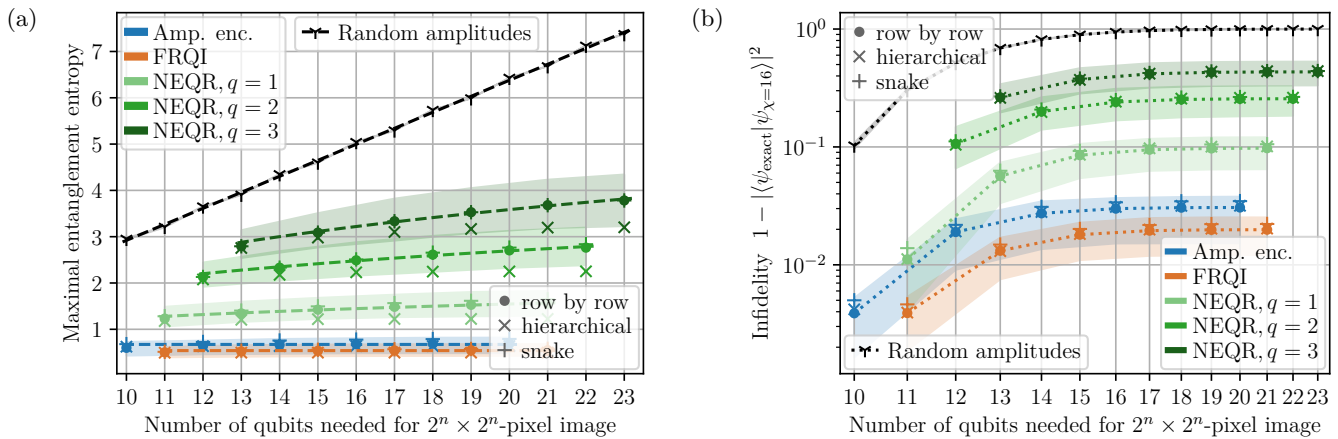 (a)
Maximal entanglement entropy
7
6
5
4
3
2
1
Amp. enc.
FRQI
NEQR, q = 1
NEQR, q = 2
NEQR, q = 3
Random amplitudes
row by row
hierarchical
snake
10 11 12 13 14 15 16 17 18 19 20 21 22 23
Number of qubits needed for 2^n × 2^n-pixel image
(b)
Infidelity 1 − |⟨ψ_exact|ψ_χ=16⟩|^2
10^0
10^−1
10^−2
row by row
hierarchical
snake
Amp. enc.
FRQI
NEQR, q = 1
NEQR, q = 2
NEQR, q = 3
Random amplitudes
10 11 12 13 14 15 16 17 18 19 20 21 22 23
Number of qubits needed for 2^n × 2^n-pixel image